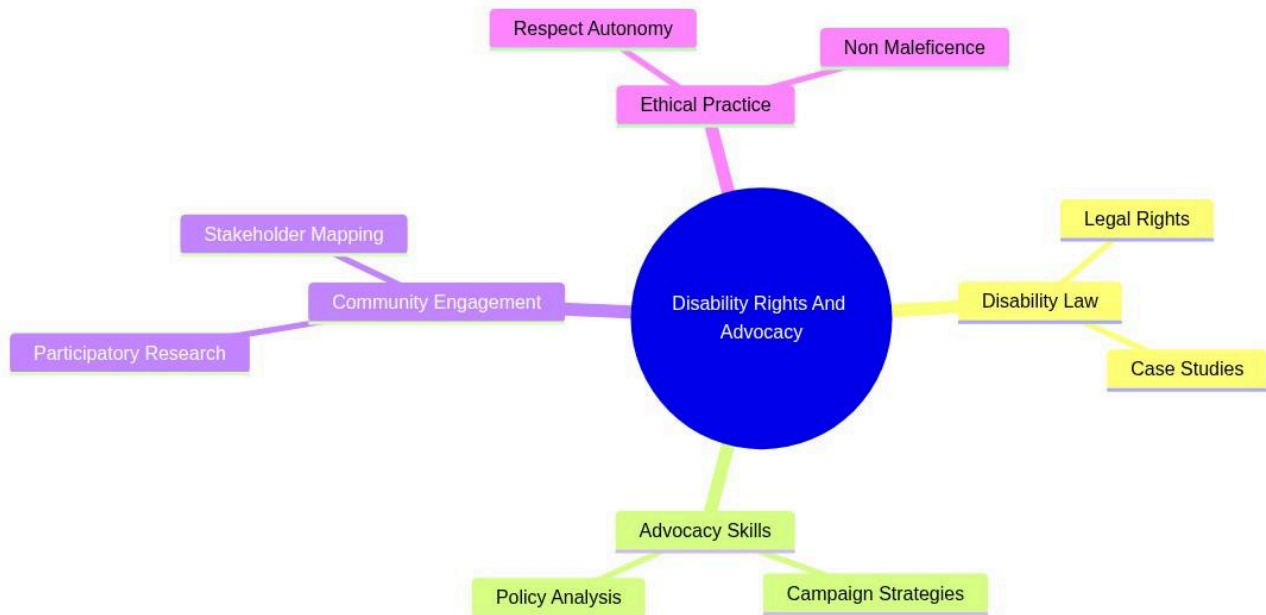 Respect Autonomy
Non Maleficence
Ethical Practice
Stakeholder Mapping
Legal Rights
Community Engagement
Disability Rights And
Advocacy
Disability Law
Participatory Research
Case Studies
Advocacy Skills
Policy Analysis
Campaign Strategies